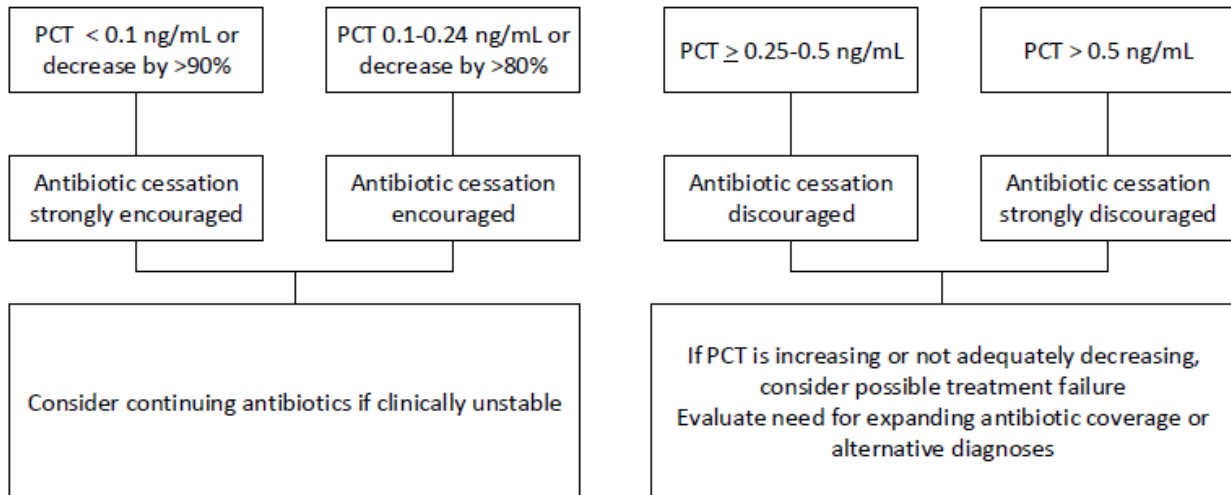 PCT < 0.1 ng/mL or
decrease by >90%
PCT 0.1-0.24 ng/mL or
decrease by >80%
PCT ≥ 0.25-0.5 ng/mL
PCT > 0.5 ng/mL
Antibiotic cessation
strongly encouraged
Antibiotic cessation
encouraged
Antibiotic cessation
discouraged
Antibiotic cessation
strongly discouraged
Consider continuing antibiotics if clinically unstable
If PCT is increasing or not adequately decreasing,
consider possible treatment failure
Evaluate need for expanding antibiotic coverage or
alternative diagnoses